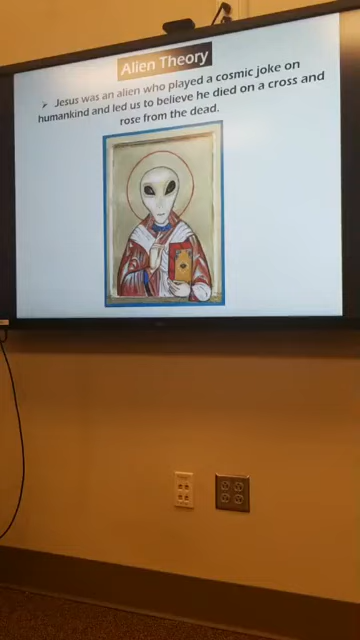 Alien Theory
➤ Jesus was an alien who played a cosmic joke on
humankind and led us to believe he died on a cross and
rose from the dead.